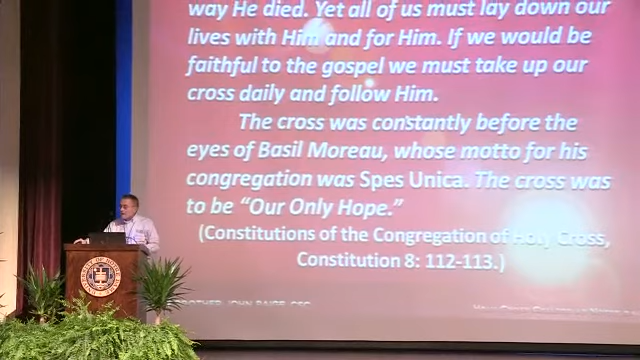 way He died. Yet all of us must lay down our
lives with Him and for Him. If we would be
faithful to the gospel we must take up our
cross daily and follow Him.
The cross was constantly before the
eyes of Basil Moreau, whose motto for his
congregation was Spes Unica. The cross was
to be “Our Only Hope.”
(Constitutions of the Congregation of Holy Cross,
Constitution 8: 112-113.)